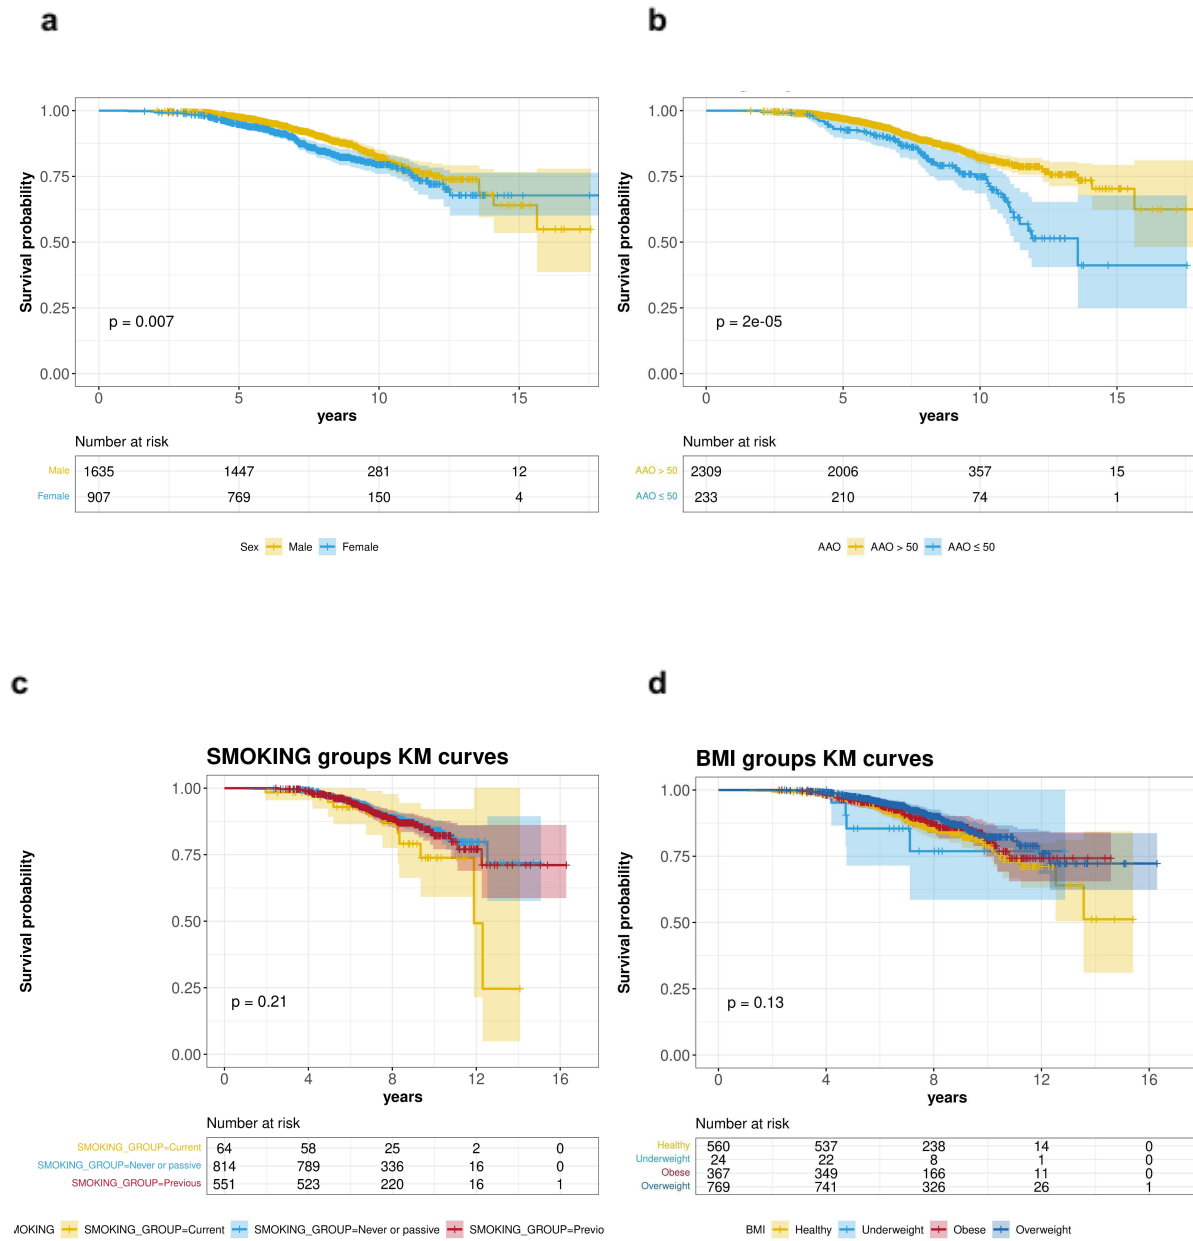 a
b
1.00
0.75
0.50
0.25
0.00
Survival probability
p = 0.007
0 5 10 15
years
Number at risk
Male 1635 1447 281 12
Female 907 769 150 4
Sex Male Female
1.00
0.75
0.50
0.25
0.00
Survival probability
p = 2e-05
0 5 10 15
years
Number at risk
AAO > 50 2309 2006 357 15
AAO ≤ 50 233 210 74 1
AAO AAO > 50 AAO ≤ 50
c
d
SMOKING groups KM curves
1.00
0.75
0.50
0.25
0.00
Survival probability
p = 0.21
0 4 8 12 16
years
Number at risk
SMOKING_GROUP=Current 64 58 25 2 0
SMOKING_GROUP=Never or passive 814 789 336 16 0
SMOKING_GROUP=Previous 551 523 220 16 1
MOKING SMOKING_GROUP=Current SMOKING_GROUP=Never or passive SMOKING_GROUP=Previo
BMI groups KM curves
1.00
0.75
0.50
0.25
0.00
Survival probability
p = 0.13
0 4 8 12 16
years
Number at risk
Healthy 560 537 238 14 0
Underweight 24 22 8 1 0
Obese 367 349 166 11 0
Overweight 769 741 326 26 1
BMI Healthy Underweight Obese Overweight